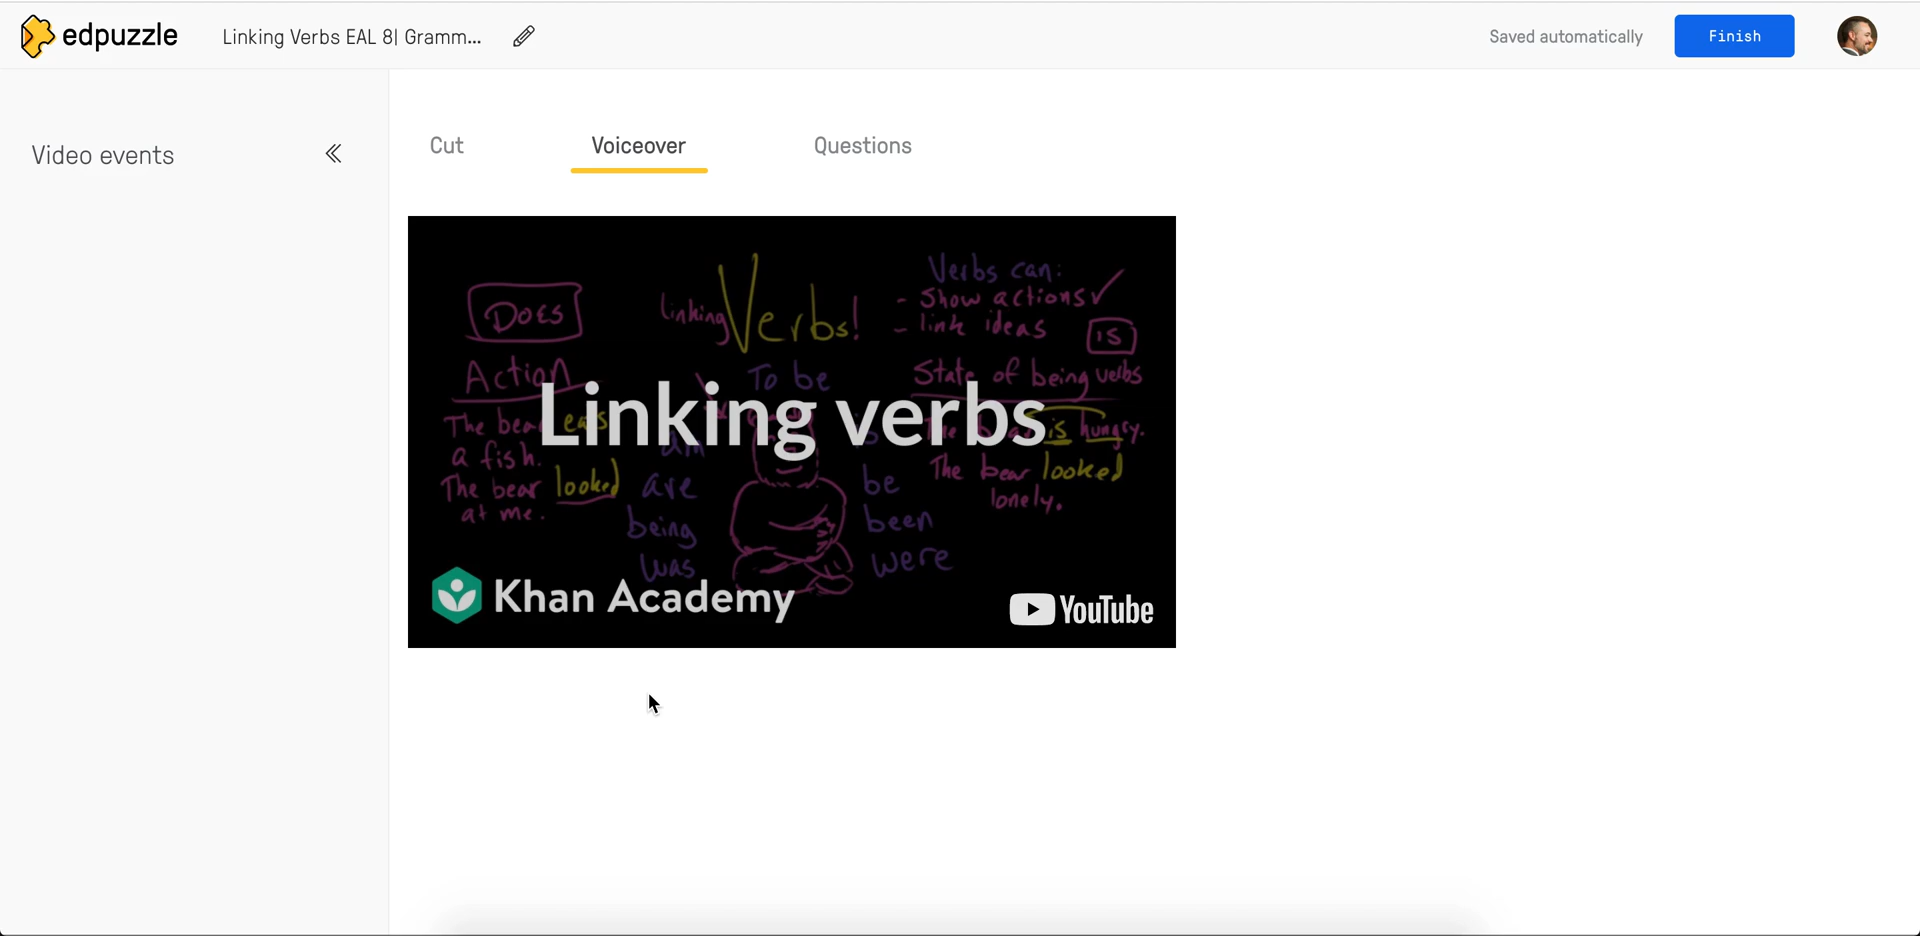 edpuzzle
Linking Verbs EAL 8| Gramm...
Saved automatically
Finish
Video events
Cut
Voiceover
Questions
Does
linking Verbs!
Verbs can:
- show actions ✓
- link ideas
is
Action
To be
State of being verbs
Linking verbs
The bear eats
a fish.
The bear looked
at me.
am
are
being
was
be
been
were
is hungry.
The bear looked
lonely.
Khan Academy
YouTube